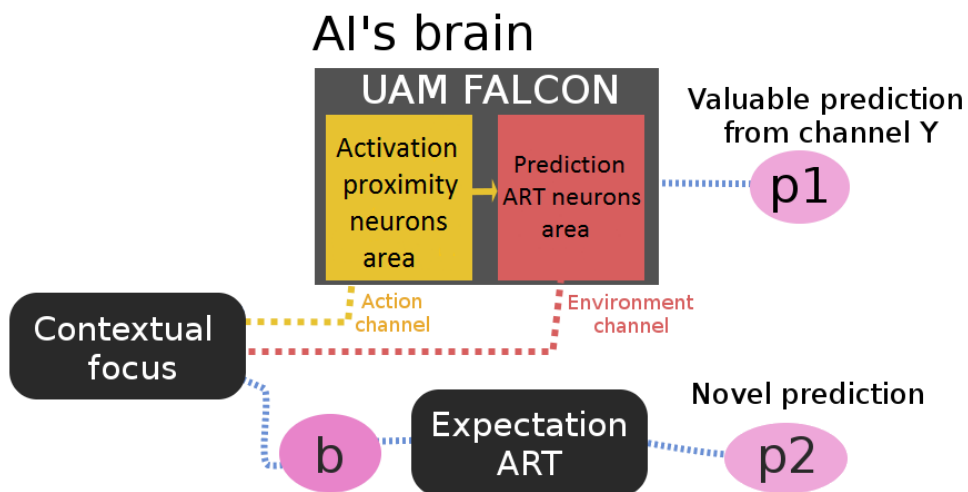 AI's brain
UAM FALCON
Activation
proximity
neurons
area
Prediction
ART neurons
area
Valuable prediction
from channel Y
p1
Action
channel
Environment
channel
Contextual
focus
b
Expectation
ART
Novel prediction
p2